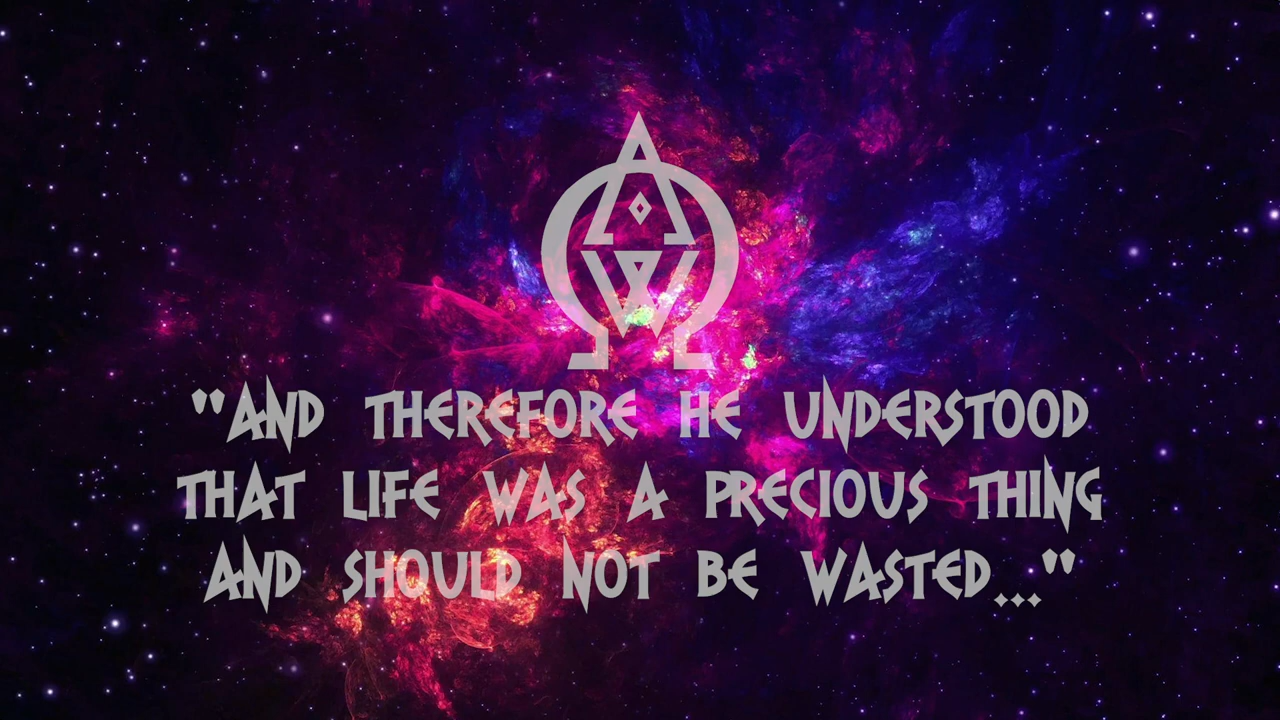 "AND THEREFORE HE UNDERSTOOD
THAT LIFE WAS A PRECIOUS THING
AND SHOULD NOT BE WASTED..."